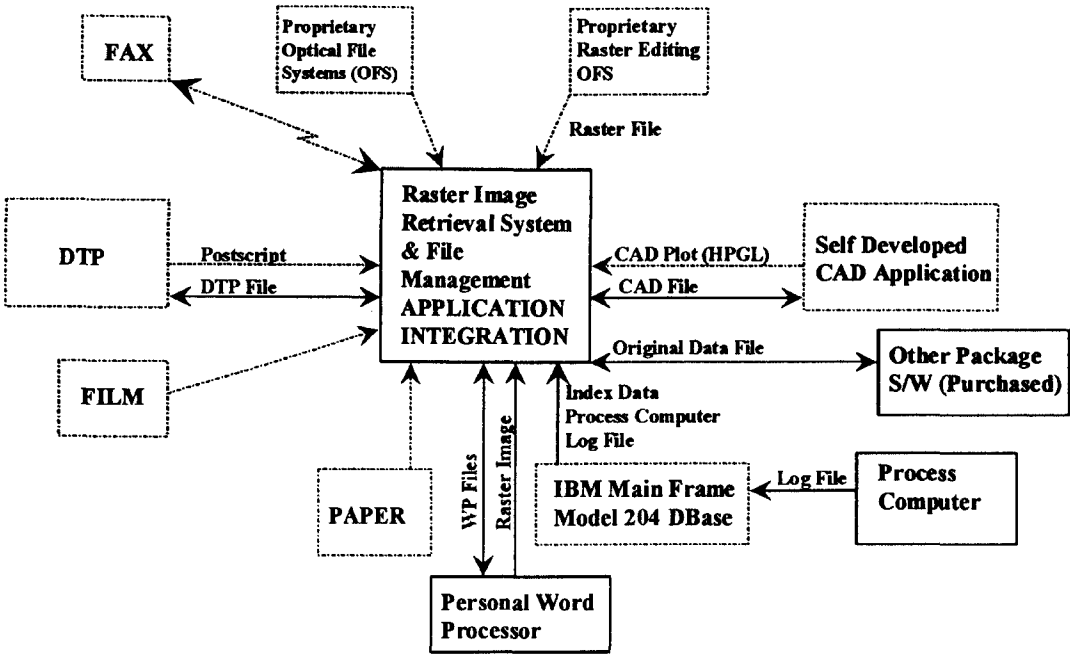 FAX
Proprietary
Optical File
Systems (OFS)
Proprietary
Raster Editing
OFS
Raster File
Raster Image
Retrieval System
& File
Management
APPLICATION
INTEGRATION
DTP
Postscript
DTP File
CAD Plot (HPGL)
CAD File
Self Developed
CAD Application
Original Data File
Other Package
S/W (Purchased)
FILM
PAPER
WP Files
Raster Image
Index Data
Process Computer
Log File
IBM Main Frame
Model 204 DBase
Log File
Process
Computer
Personal Word
Processor